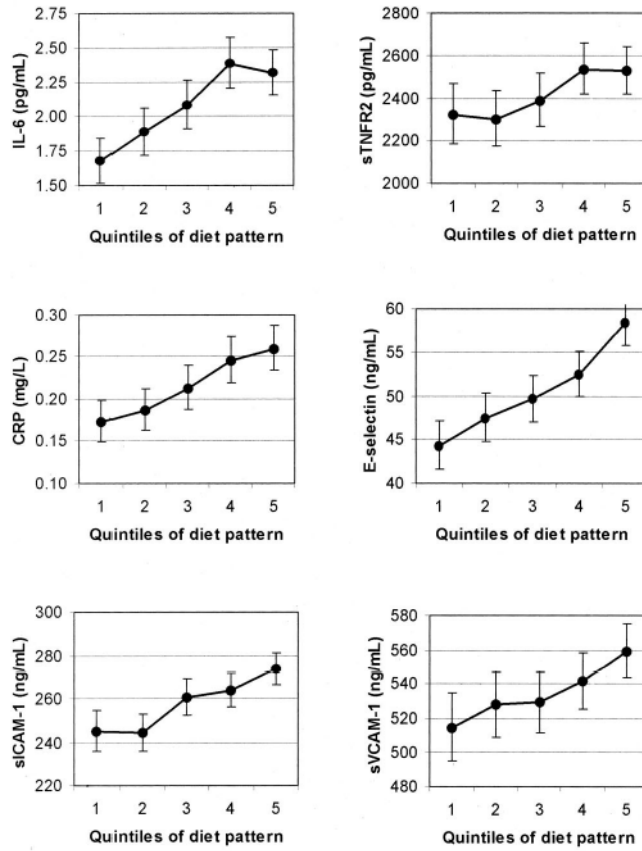 IL-6 (pg/mL)
2.75
2.50
2.25
2.00
1.75
1.50
1 2 3 4 5
Quintiles of diet pattern
sTNFR2 (pg/mL)
2800
2600
2400
2200
2000
1 2 3 4 5
Quintiles of diet pattern
CRP (mg/L)
0.30
0.25
0.20
0.15
0.10
1 2 3 4 5
Quintiles of diet pattern
E-selectin (ng/mL)
60
55
50
45
40
1 2 3 4 5
Quintiles of diet pattern
sICAM-1 (ng/mL)
300
280
260
240
220
1 2 3 4 5
Quintiles of diet pattern
sVCAM-1 (ng/mL)
580
560
540
520
500
480
1 2 3 4 5
Quintiles of diet pattern